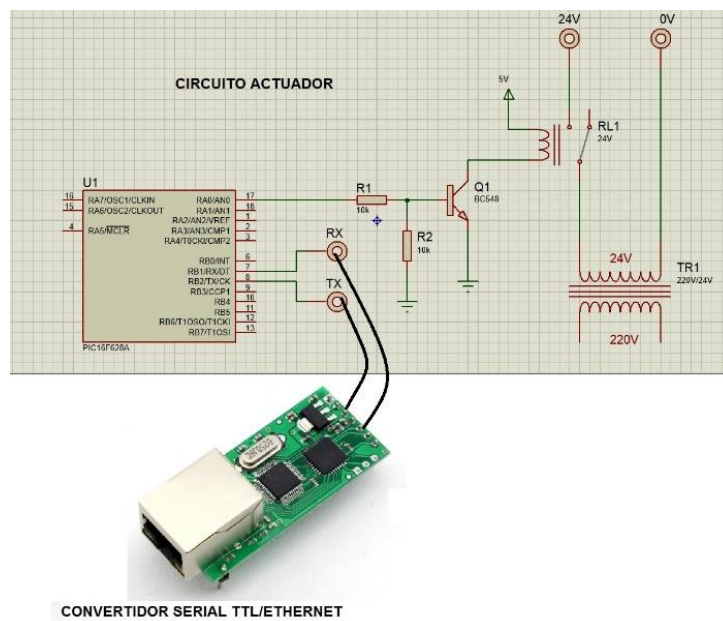 24V
0V
CIRCUITO ACTUADOR
5V
RL1
24V
U1
16
RA7/OSC1/CLKIN
RA0/AN0
17
15
RA6/OSC2/CLKOUT
RA1/AN1
18
RA2/AN2/VREF
1
4
RA5/MCLR
RA3/AN3/CMP1
2
RA4/T0CKI/CMP2
3
RB0/INT
6
RB1/RX/DT
7
RB2/TX/CK
8
RB3/CCP1
9
RB4
10
RB5
11
RB6/T1OSO/T1CKI
12
RB7/T1OSI
13
PIC16F628A
R1
10k
Q1
BC548
R2
10k
RX
TX
24V
TR1
220V/24V
220V
CONVERTIDOR SERIAL TTL/ETHERNET